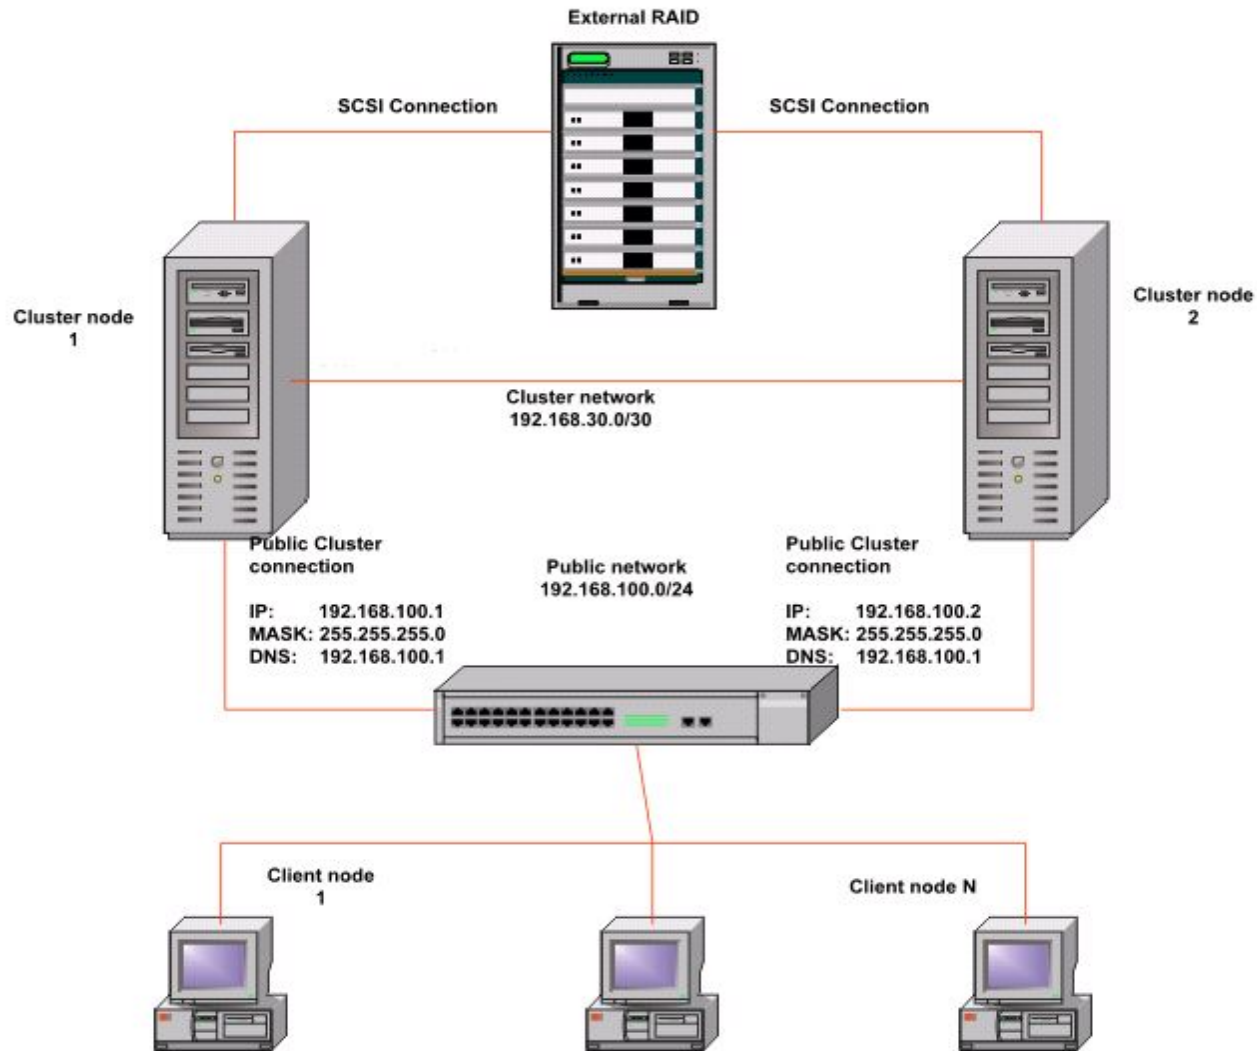 External RAID
SCSI Connection
SCSI Connection
Cluster node
1
Cluster node
2
Cluster network
192.168.30.0/30
Public Cluster
connection
IP: 192.168.100.1
MASK: 255.255.255.0
DNS: 192.168.100.1
Public network
192.168.100.0/24
Public Cluster
connection
IP: 192.168.100.2
MASK: 255.255.255.0
DNS: 192.168.100.1
Client node
1
Client node N